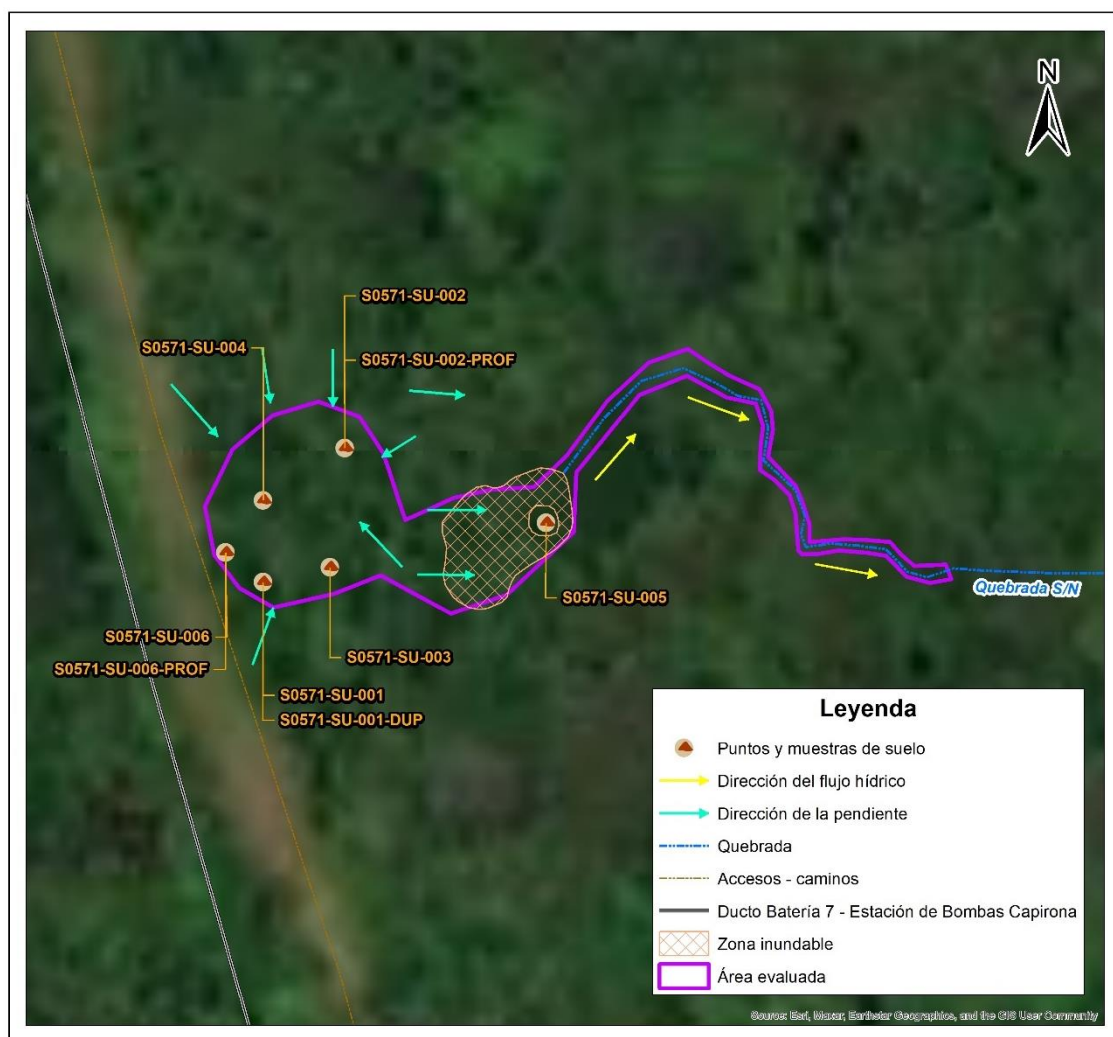 N
S0571-SU-002
S0571-SU-004
S0571-SU-002-PROF
S0571-SU-005
Quebrada S/N
S0571-SU-006
S0571-SU-003
S0571-SU-006-PROF
S0571-SU-001
S0571-SU-001-DUP
Leyenda
Puntos y muestras de suelo
Dirección del flujo hídrico
Dirección de la pendiente
Quebrada
Accesos - caminos
Ducto Batería 7 - Estación de Bombas Capirona
Zona inundable
Área evaluada
Source: Esri, Maxar, Earthstar Geographics, and the GIS User Community